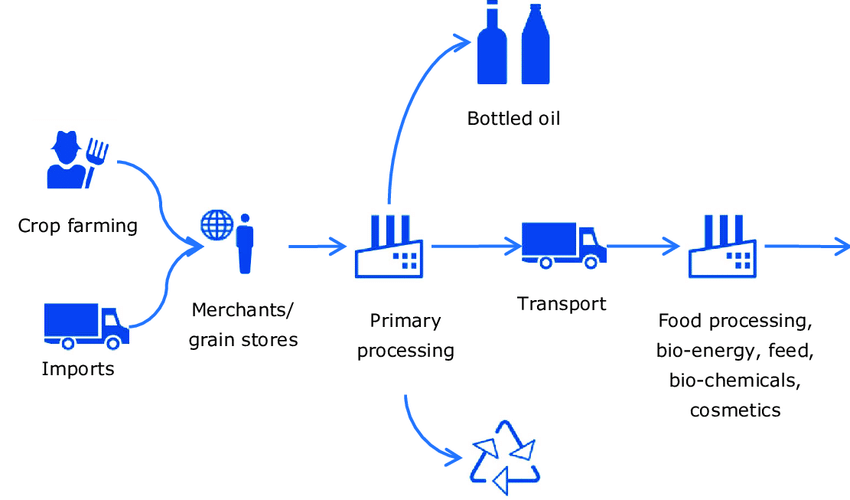 Bottled oil
Crop farming
Imports
Merchants/
grain stores
Primary
processing
Transport
Food processing,
bio-energy, feed,
bio-chemicals,
cosmetics